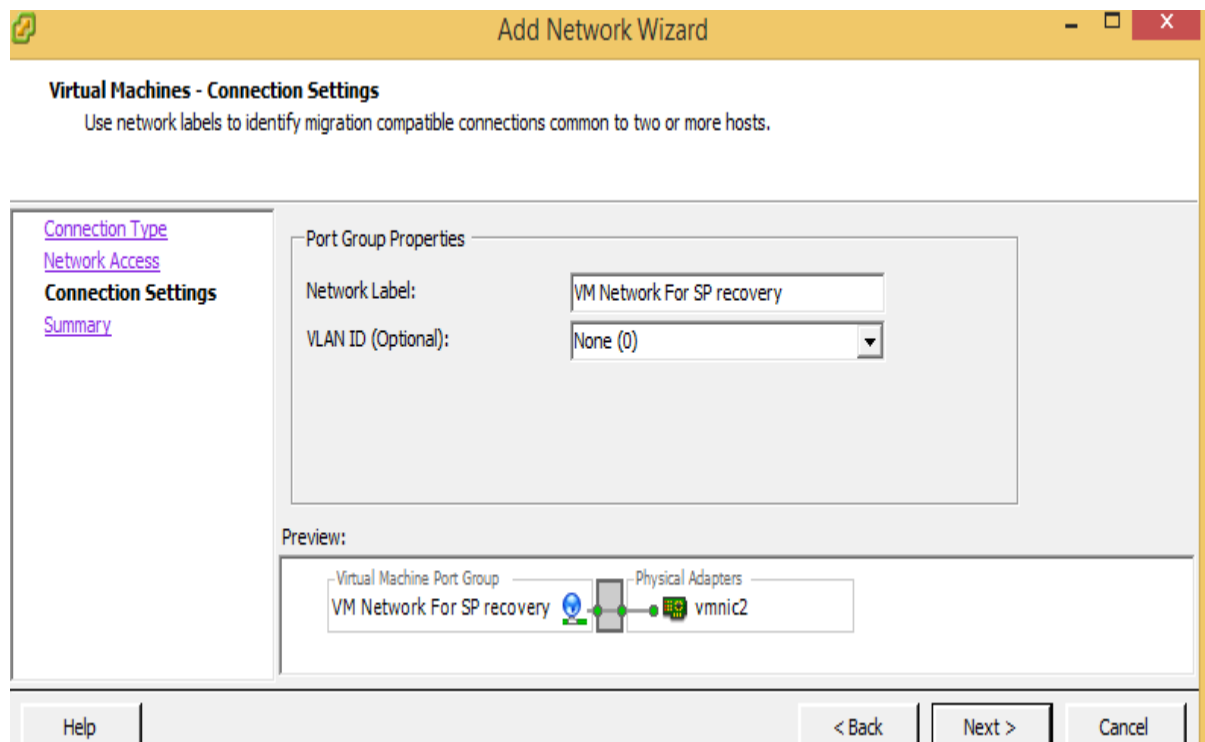 Add Network Wizard
Virtual Machines - Connection Settings
Use network labels to identify migration compatible connections common to two or more hosts.
Connection Type
Network Access
Connection Settings
Summary
Port Group Properties
Network Label:
VM Network For SP recovery
VLAN ID (Optional):
None (0)
Preview:
Virtual Machine Port Group
Physical Adapters
VM Network For SP recovery
vmnic2
Help
< Back
Next >
Cancel